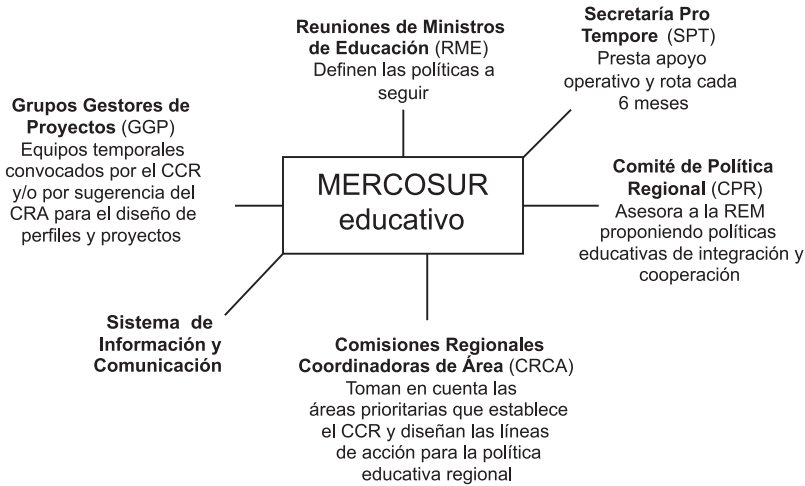 Reuniones de Ministros
de Educación (RME)
Definen las políticas a
seguir
Secretaría Pro
Tempore (SPT)
Presta apoyo
operativo y rota cada
6 meses
Grupos Gestores de
Proyectos (GGP)
Equipos temporales
convocados por el CCR
y/o por sugerencia del
CRA para el diseño de
perfiles y proyectos
MERCOSUR
educativo
Comité de Política
Regional (CPR)
Asesora a la REM
proponiendo políticas
educativas de integración y
cooperación
Sistema de
Información y
Comunicación
Comisiones Regionales
Coordinadoras de Área (CRCA)
Toman en cuenta las
áreas prioritarias que establece
el CCR y diseñan las líneas
de acción para la política
educativa regional